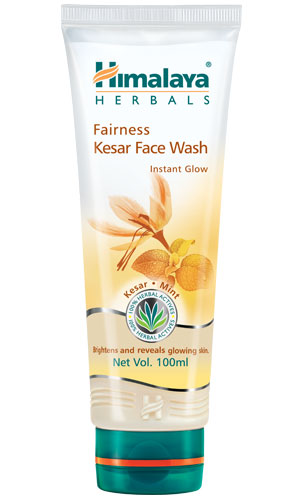 Himalaya®
HERBALS
Fairness
Kesar Face Wash
Instant Glow
Kesar • Mint
100% HERBAL ACTIVES
100% HERBAL ACTIVES
Brightens and reveals glowing skin.
Net Vol. 100ml